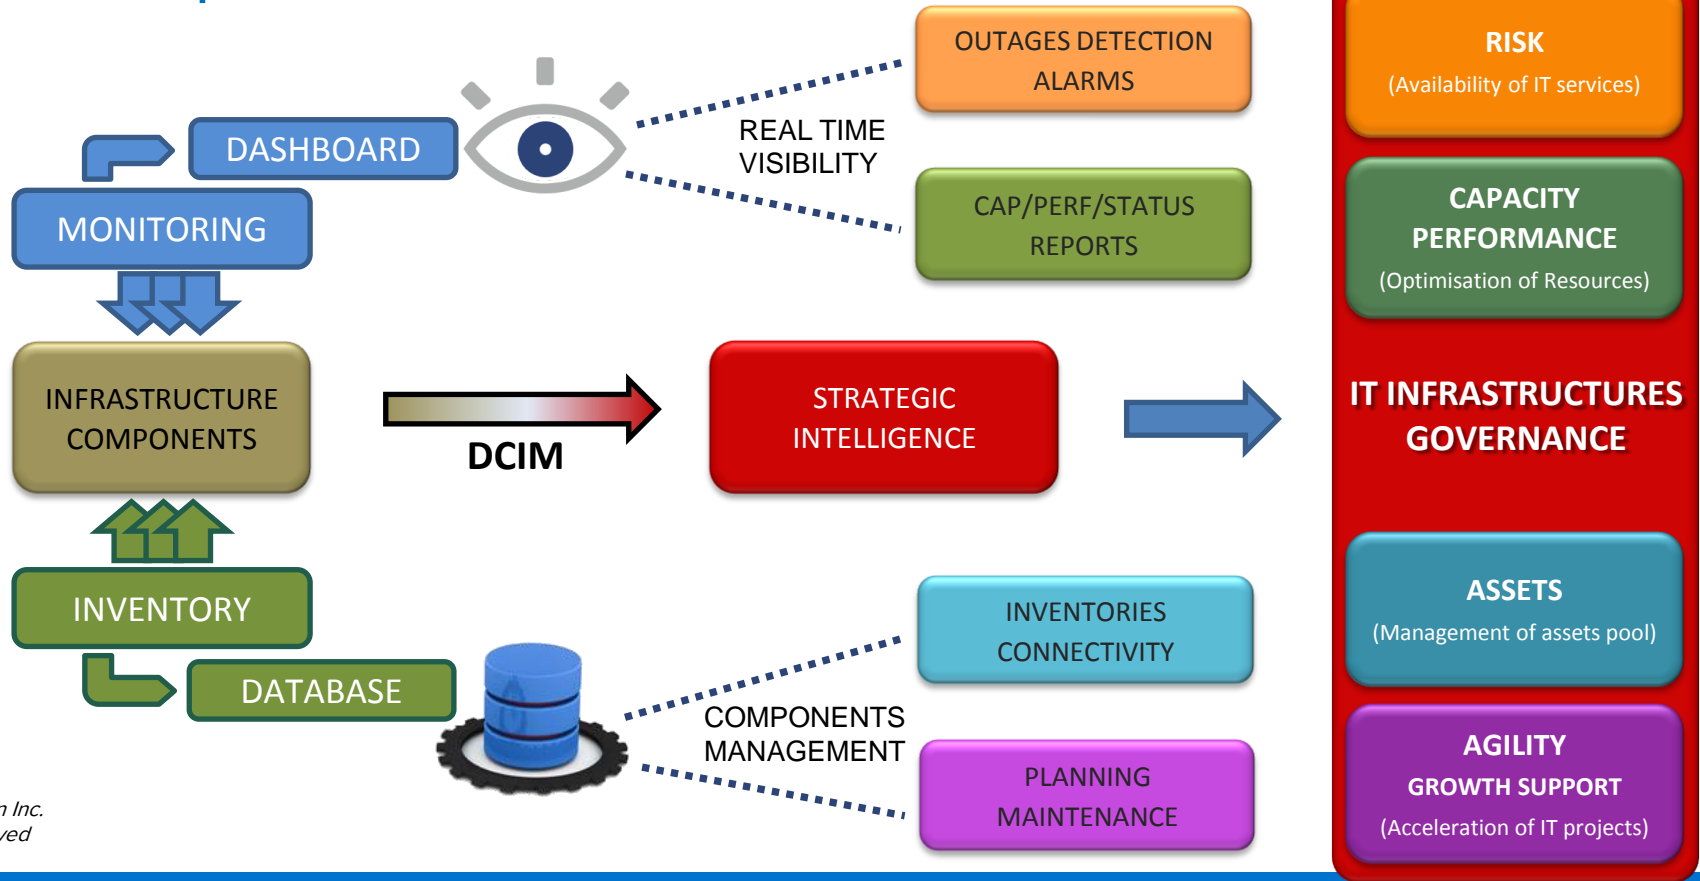 OUTAGES DETECTION
ALARMS
DASHBOARD
REAL TIME
VISIBILITY
MONITORING
CAP/PERF/STATUS
REPORTS
INFRASTRUCTURE
COMPONENTS
DCIM
STRATEGIC
INTELLIGENCE
INVENTORY
DATABASE
INVENTORIES
CONNECTIVITY
COMPONENTS
MANAGEMENT
PLANNING
MAINTENANCE
RISK
(Availability of IT services)
CAPACITY
PERFORMANCE
(Optimisation of Resources)
IT INFRASTRUCTURES
GOVERNANCE
ASSETS
(Management of assets pool)
AGILITY
GROWTH SUPPORT
(Acceleration of IT projects)
Inc.